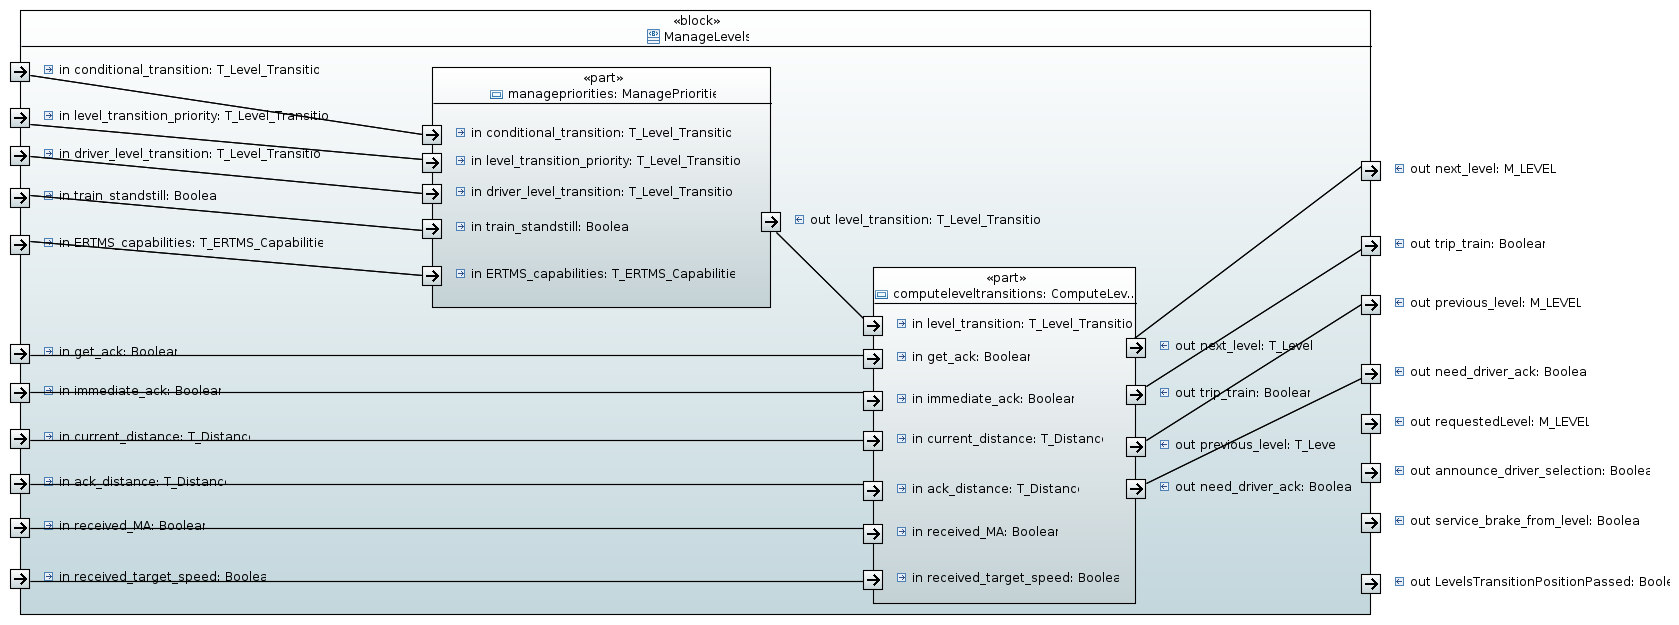 «block»
ManageLevels
in conditional_transition: T_Level_Transitic
in level_transition_priority: T_Level_Transitio
in driver_level_transition: T_Level_Transitio
in train_standstill: Boolea
in ERTMS_capabilities: T_ERTMS_Capabilitie
in get_ack: Boolear
in immediate_ack: Boolear
in current_distance: T_Distanc
in ack_distance: T_Distanc
in received_MA: Boolear
in received_target_speed: Boolea
«part»
managepriorities: ManagePrioritie
in conditional_transition: T_Level_Transitic
in level_transition_priority: T_Level_Transitio
in driver_level_transition: T_Level_Transitio
in train_standstill: Boolea
in ERTMS_capabilities: T_ERTMS_Capabilitie
out level_transition: T_Level_Transitio
«part»
computeleveltransitions: ComputeLev...
in level_transition: T_Level_Transitio
in get_ack: Boolear
in immediate_ack: Boolear
in current_distance: T_Distanc
in ack_distance: T_Distanc
in received_MA: Boolear
in received_target_speed: Boolea
out next_level: T_Level
out trip_train: Boolear
out previous_level: T_Leve
out need_driver_ack: Boolea
out next_level: M_LEVEL
out trip_train: Boolear
out previous_level: M_LEVEL
out need_driver_ack: Boolea
out requestedLevel: M_LEVEL
out announce_driver_selection: Boolea
out service_brake_from_level: Boolea
out LevelsTransitionPositionPassed: Boole